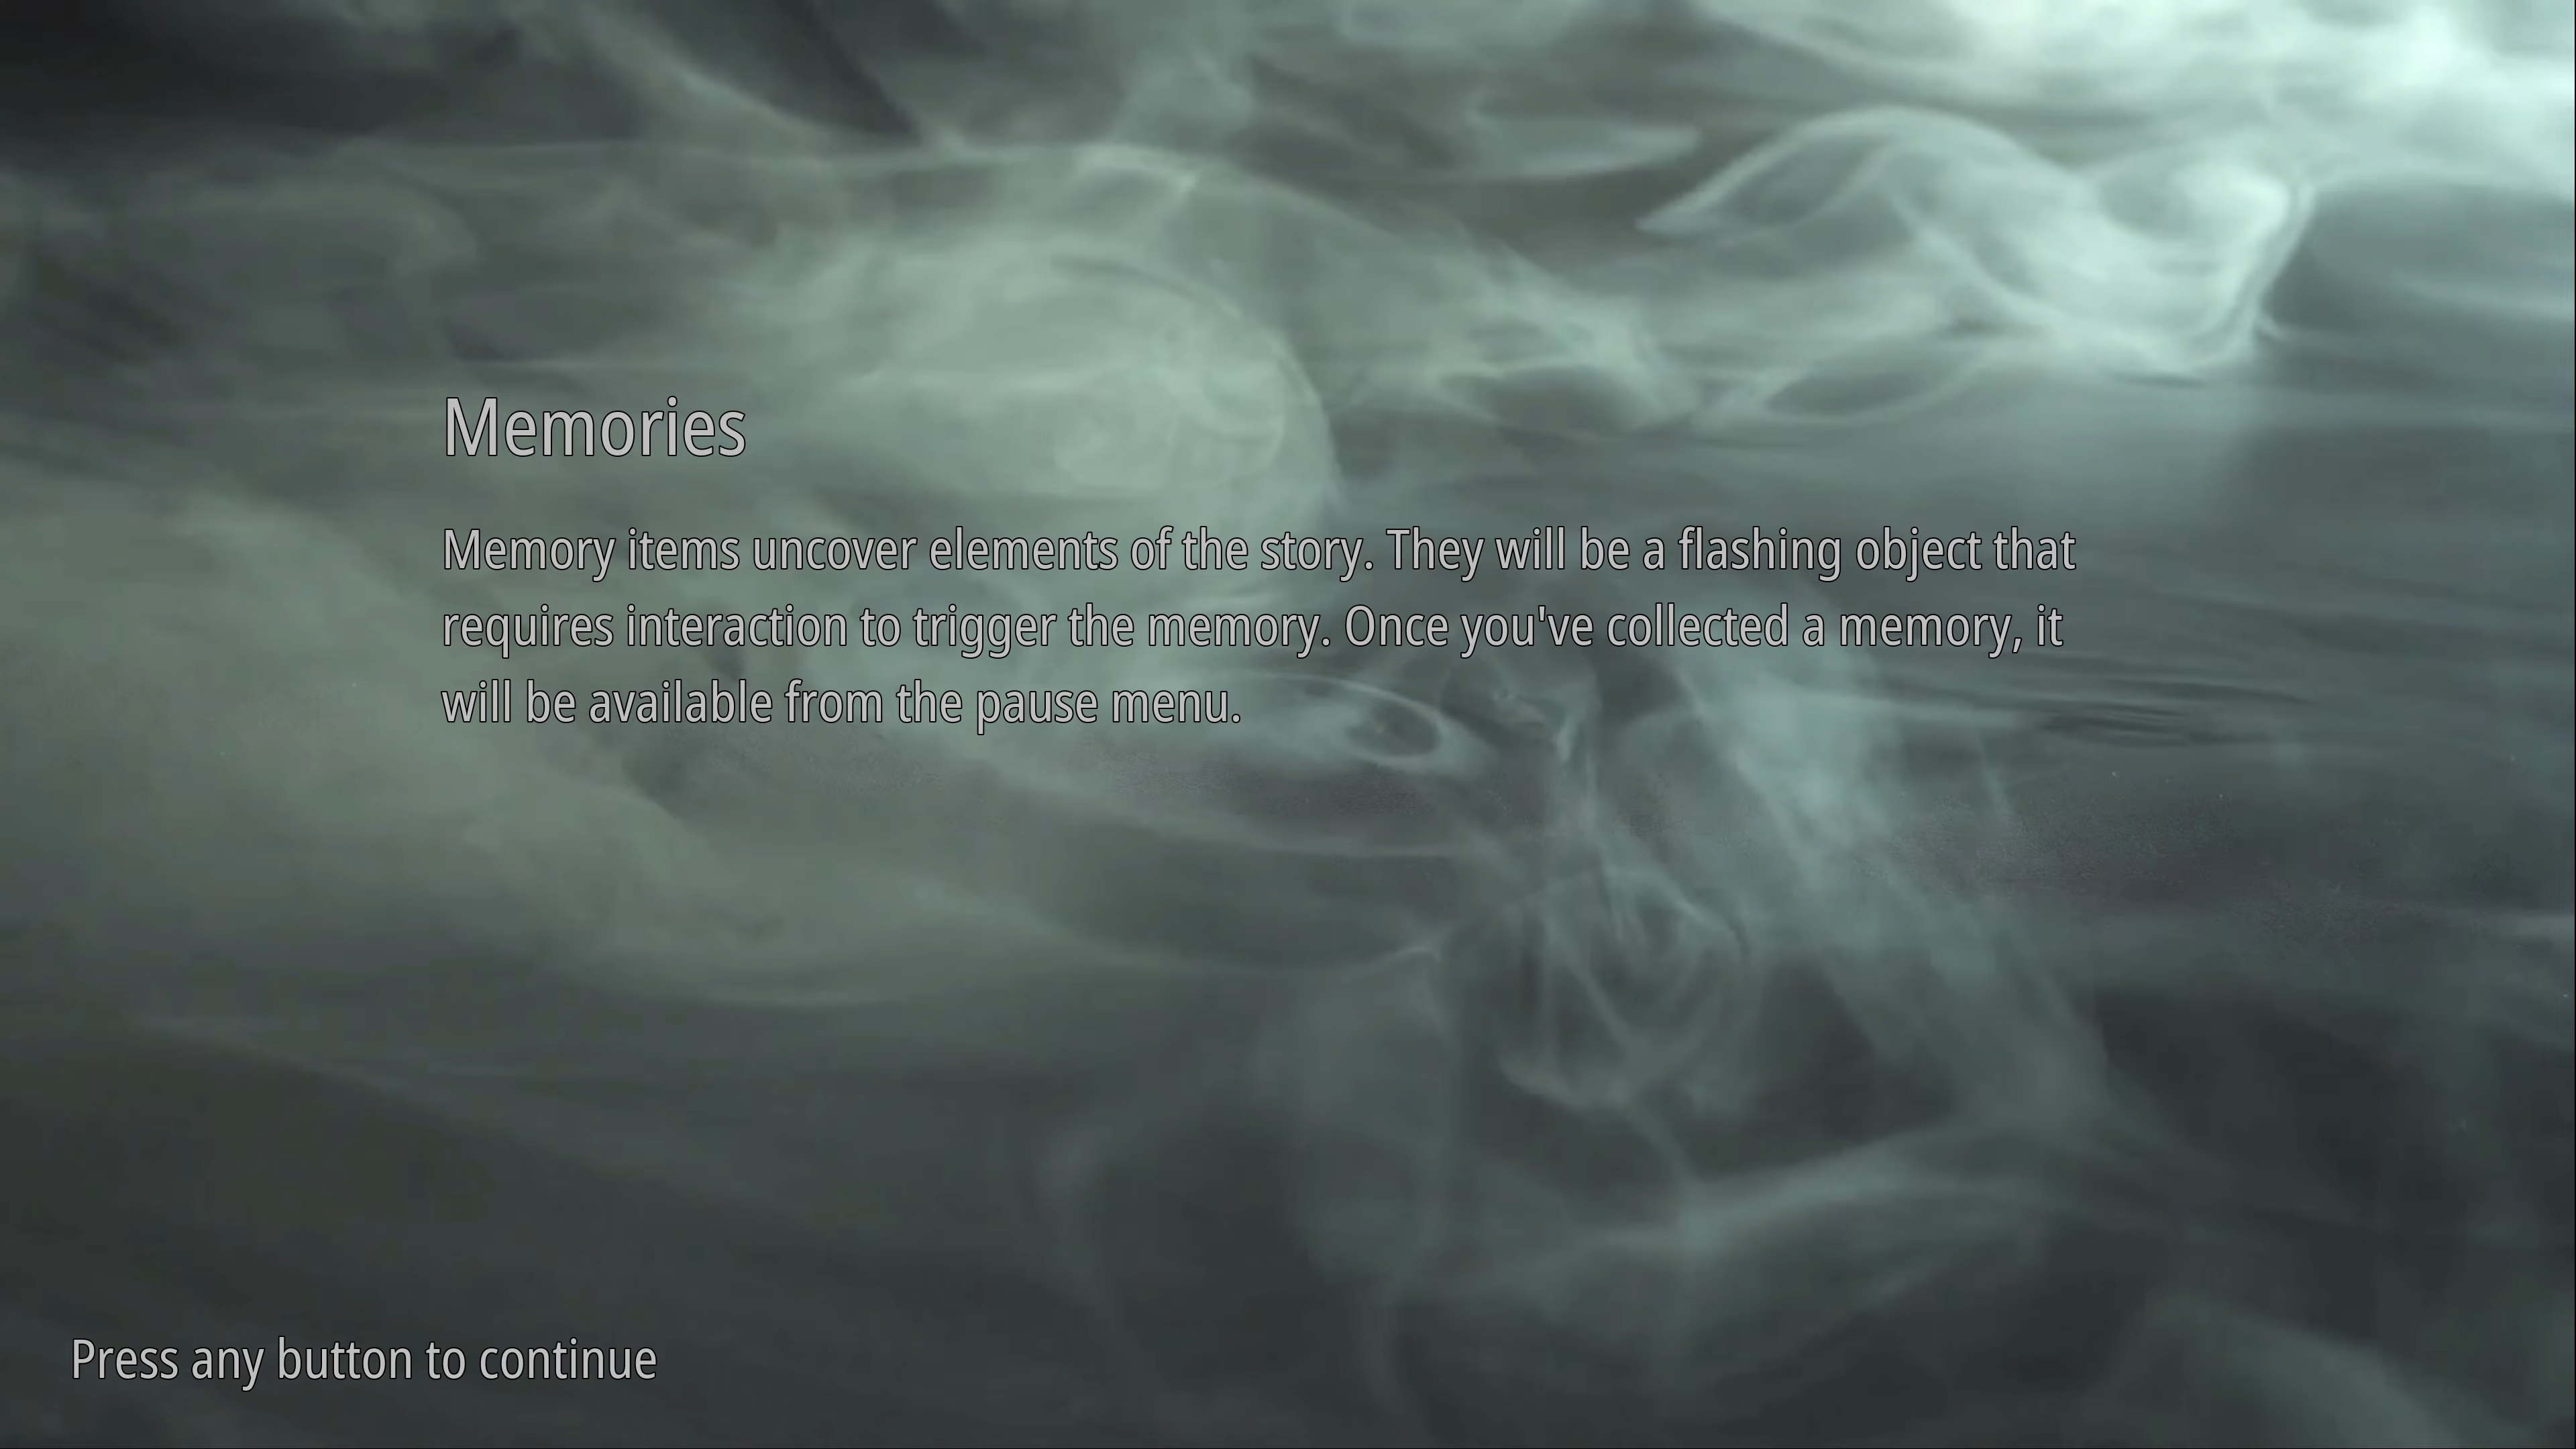 Memories
Memory items uncover elements of the story. They will be a flashing object that
requires interaction to trigger the memory. Once you've collected a memory, it
will be available from the pause menu.
Press any button to continue